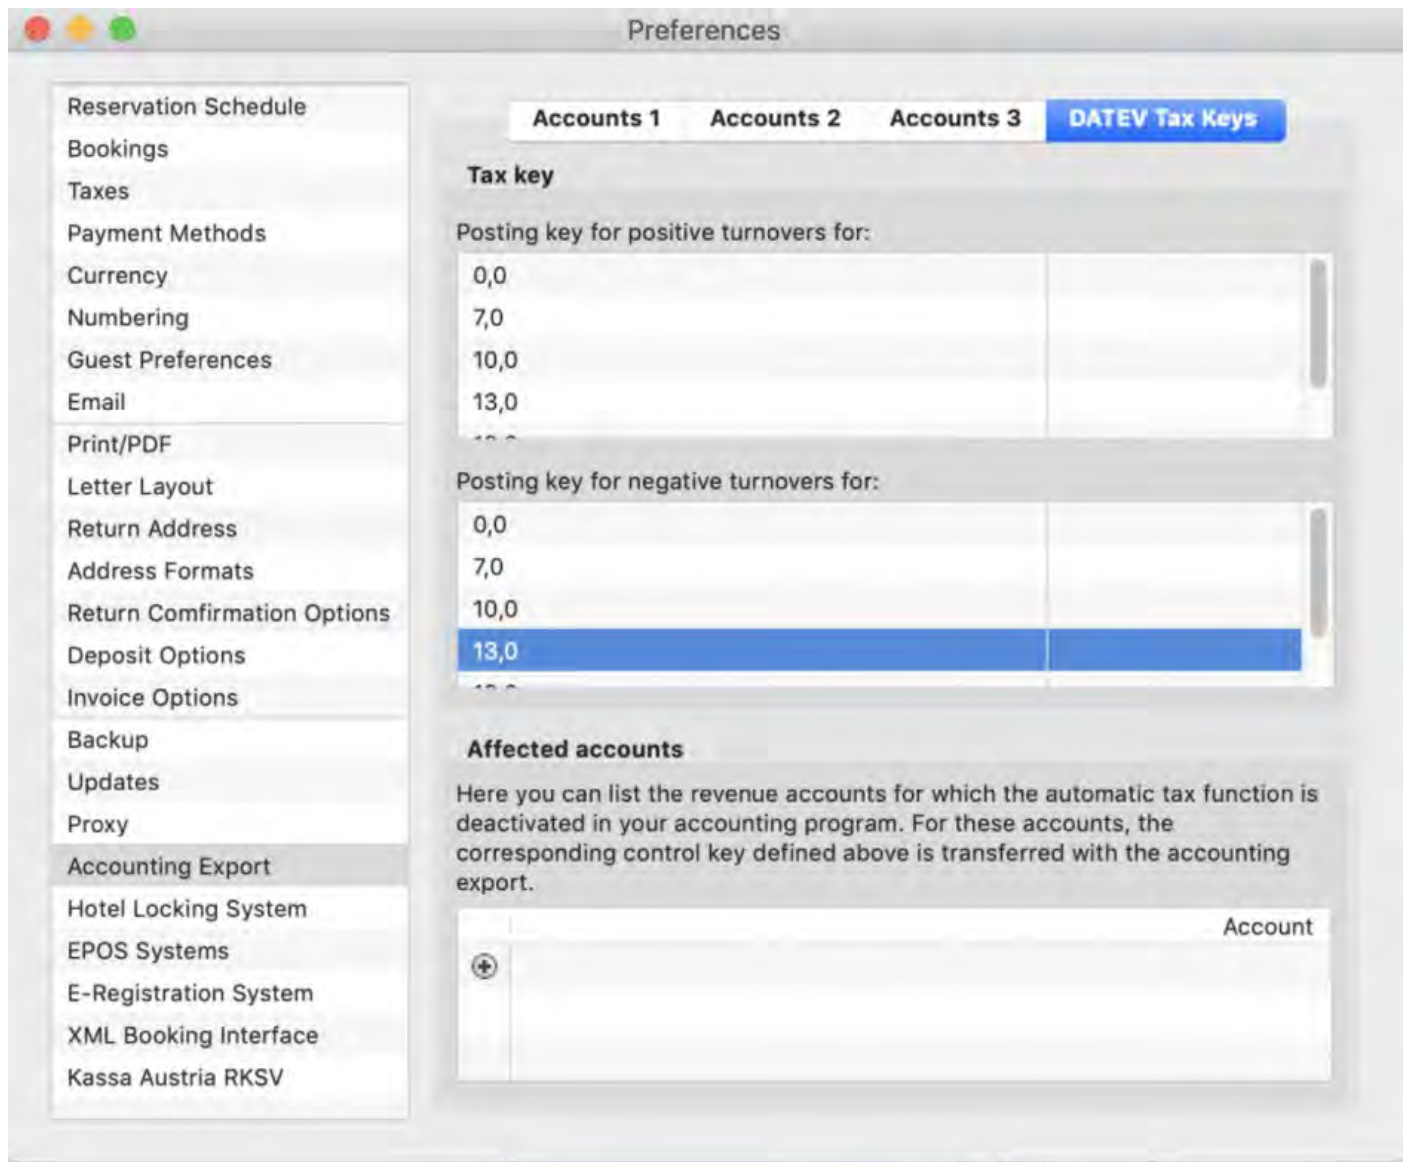 Preferences
Reservation Schedule
Bookings
Taxes
Payment Methods
Currency
Numbering
Guest Preferences
Email
Print/PDF
Letter Layout
Return Address
Address Formats
Return Comfirmation Options
Deposit Options
Invoice Options
Backup
Updates
Proxy
Accounting Export
Hotel Locking System
EPOS Systems
E-Registration System
XML Booking Interface
Kassa Austria RKSV
Accounts 1 Accounts 2 Accounts 3 DATEV Tax Keys
Tax key
Posting key for positive turnovers for:
0,0
7,0
10,0
13,0
Posting key for negative turnovers for:
0,0
7,0
10,0
13,0
Affected accounts
Here you can list the revenue accounts for which the automatic tax function is
deactivated in your accounting program. For these accounts, the
corresponding control key defined above is transferred with the accounting
export.
Account